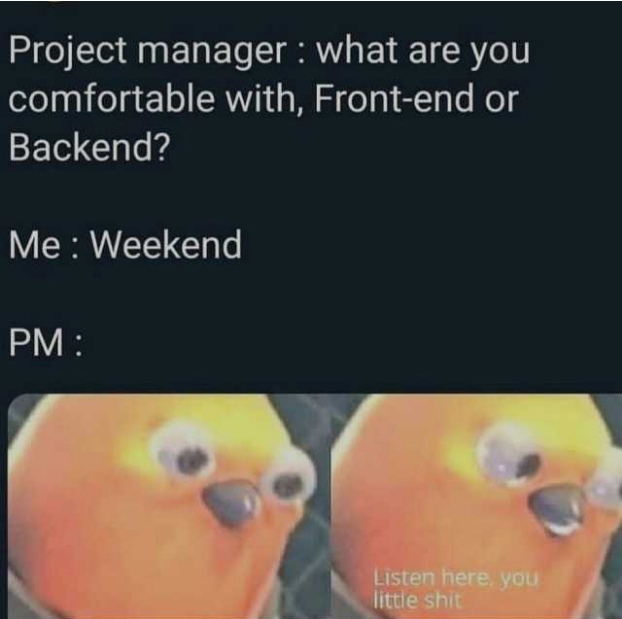 Project manager : what are you
comfortable with, Front-end or
Backend?
Me : Weekend
PM :
Listen here, you
little shit